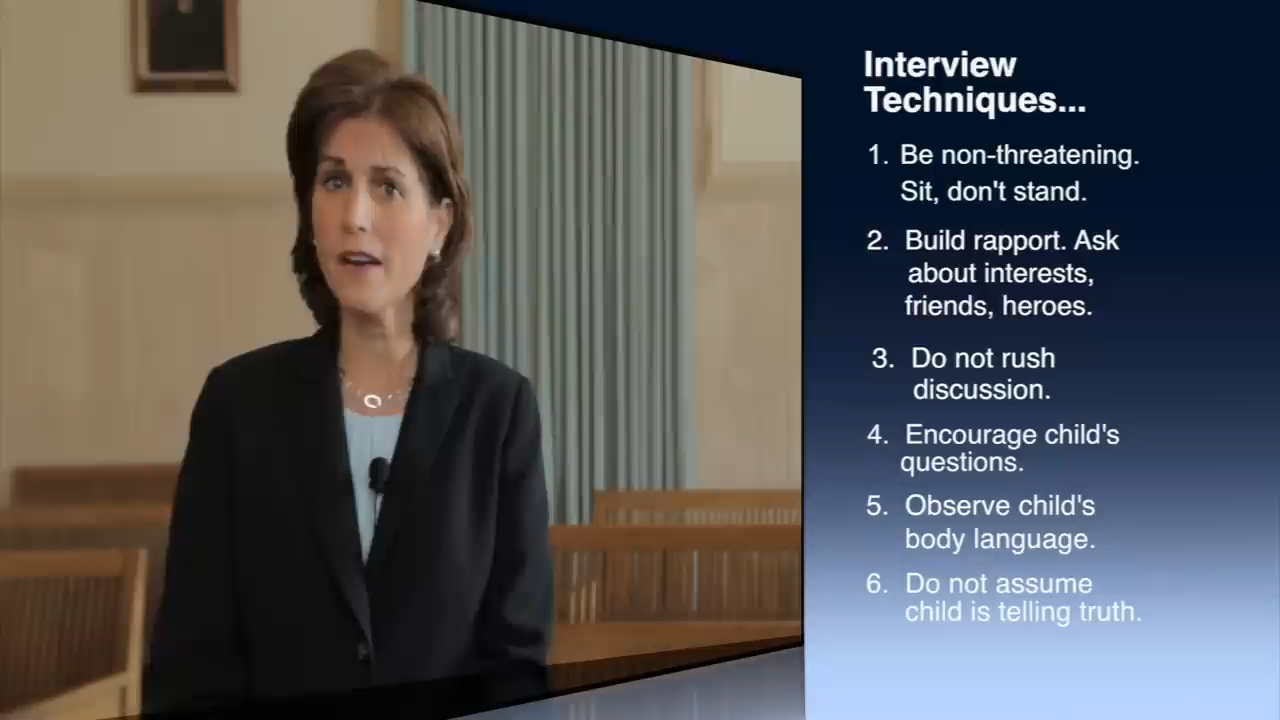 Interview
Techniques...
1. Be non-threatening.
Sit, don't stand.
2. Build rapport. Ask
about interests,
friends, heroes.
3. Do not rush
discussion.
4. Encourage child's
questions.
5. Observe child's
body language.
6. Do not assume
child is telling truth.